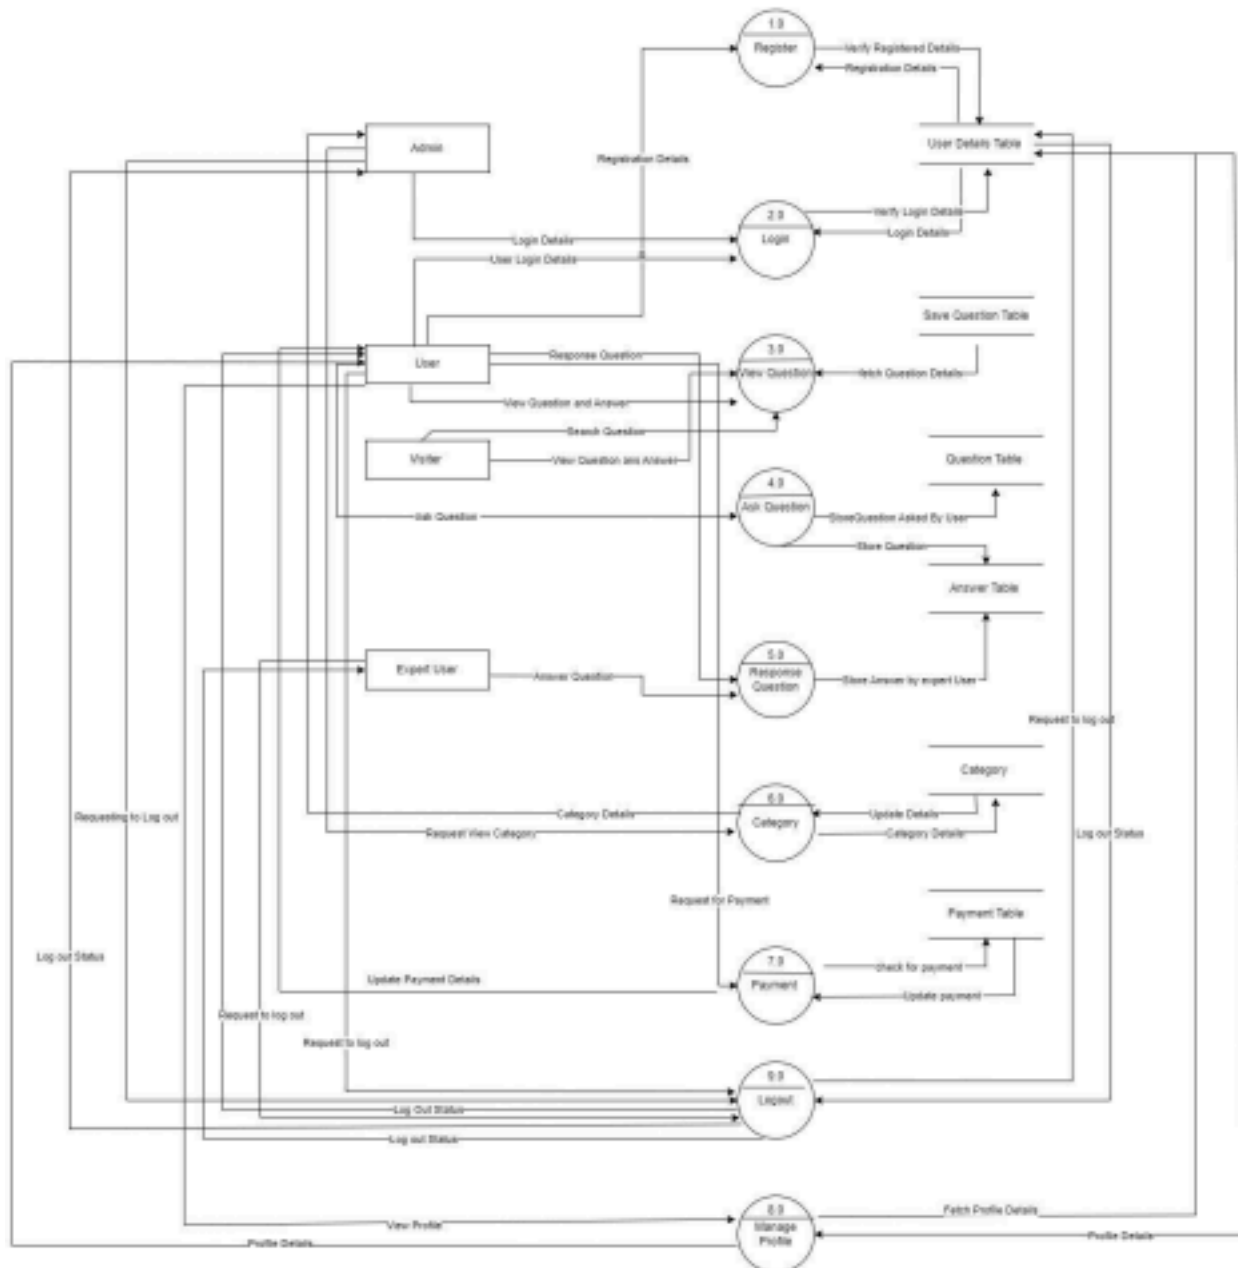 1.0
Register
Verify Registered Details
Registration Details
Admin
User Details Table
Registration Details
2.0
Login
Verify Login Details
Login Details
Login Details
User Login Details
Save Question Table
3.0
View Question
fetch Question Details
User
Response Question
View Question and Answer
Search Question
Visiter
View Question ans Answer
Question Table
4.0
Ask Question
Ask Question
StoreQuestion Asked By User
Store Question
Answer Table
Expert User
Answer Question
5.0
Response
Question
Store Answer by expert User
Request to log out
Category
6.0
Category
Category Details
Update Details
Requesting to Log out
Request View Category
Category Details
Log out Status
Request for Payment
Payment Table
Log out Status
7.0
Payment
check for payment
Update Payment Details
Update payment
Request to log out
Request to log out
9.0
Logout
Log Out Status
Log out Status
8.0
Manage
Profile
Fetch Profile Details
View Profile
Profile Details
Profile Details